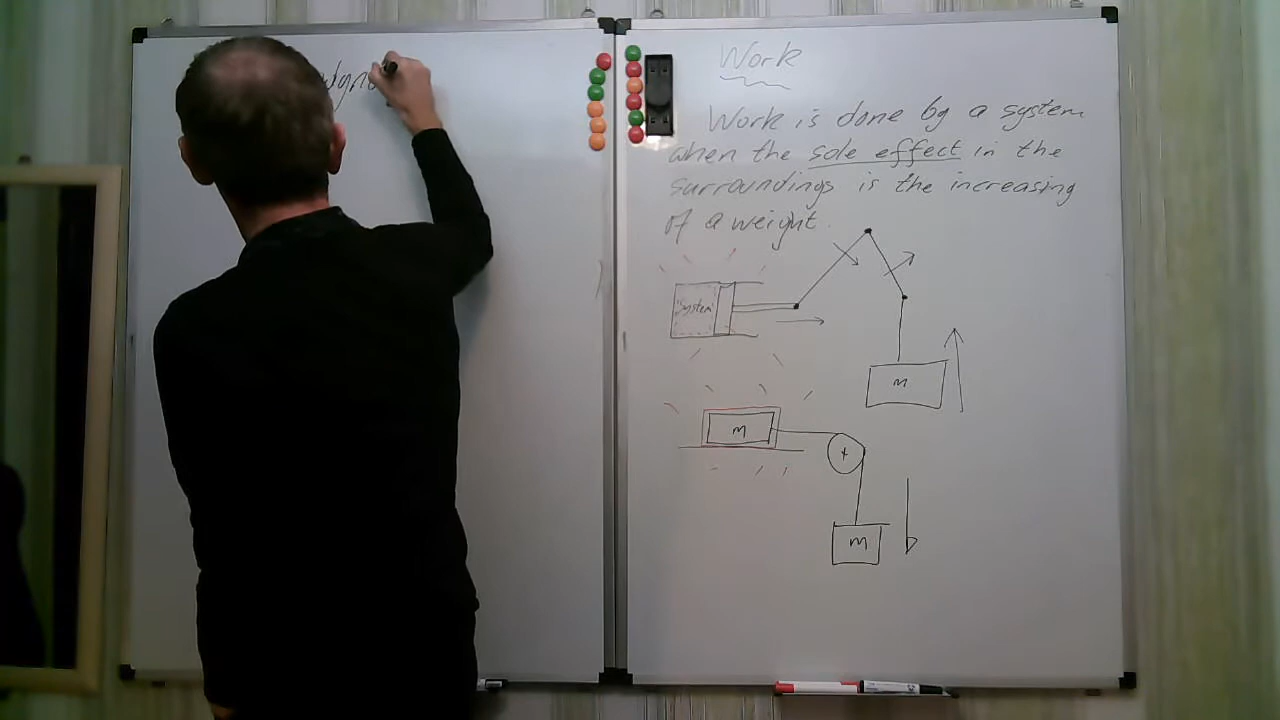 Work
Work is done by a system
when the sole effect in the
surroundings is the increasing
of a weight.
System
m
m
m